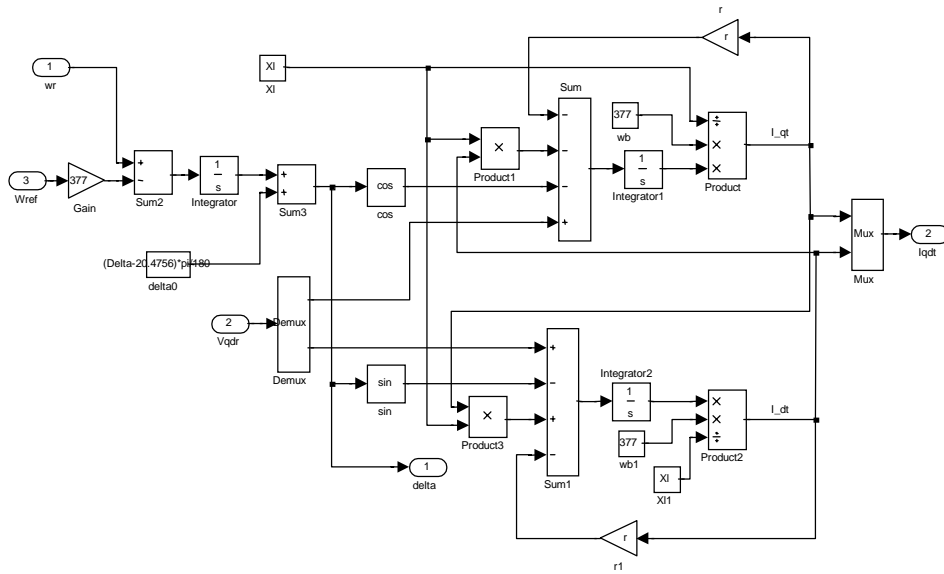 r
r
1
wr
Xl
Xl
Sum
377
wb
I_qt
÷
×
×
Product
−
−
−
+
×
Product1
1
s
Integrator1
3
Wref
377
Gain
+
−
Sum2
1
s
Integrator
+
+
Sum3
cos
cos
(Delta-20.4756)*pi/180
delta0
Mux
Mux
2
Iqdt
2
Vqdr
Demux
Demux
sin
sin
×
Product3
+
−
+
−
Sum1
Integrator2
1
s
377
wb1
×
×
÷
Product2
I_dt
Xl
Xl1
1
delta
r
r1